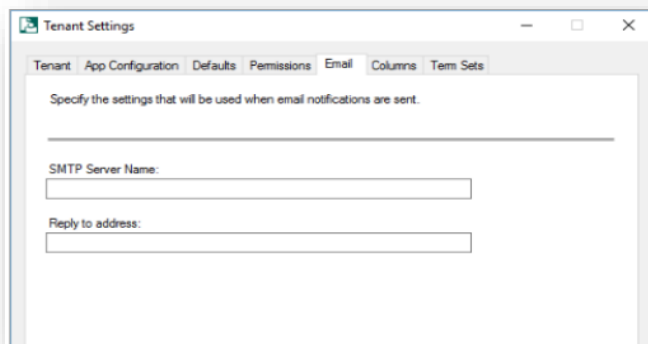 Tenant Settings
Tenant App Configuration Defaults Permissions Email Columns Term Sets
Specify the settings that will be used when email notifications are sent.
SMTP Server Name:
Reply to address: